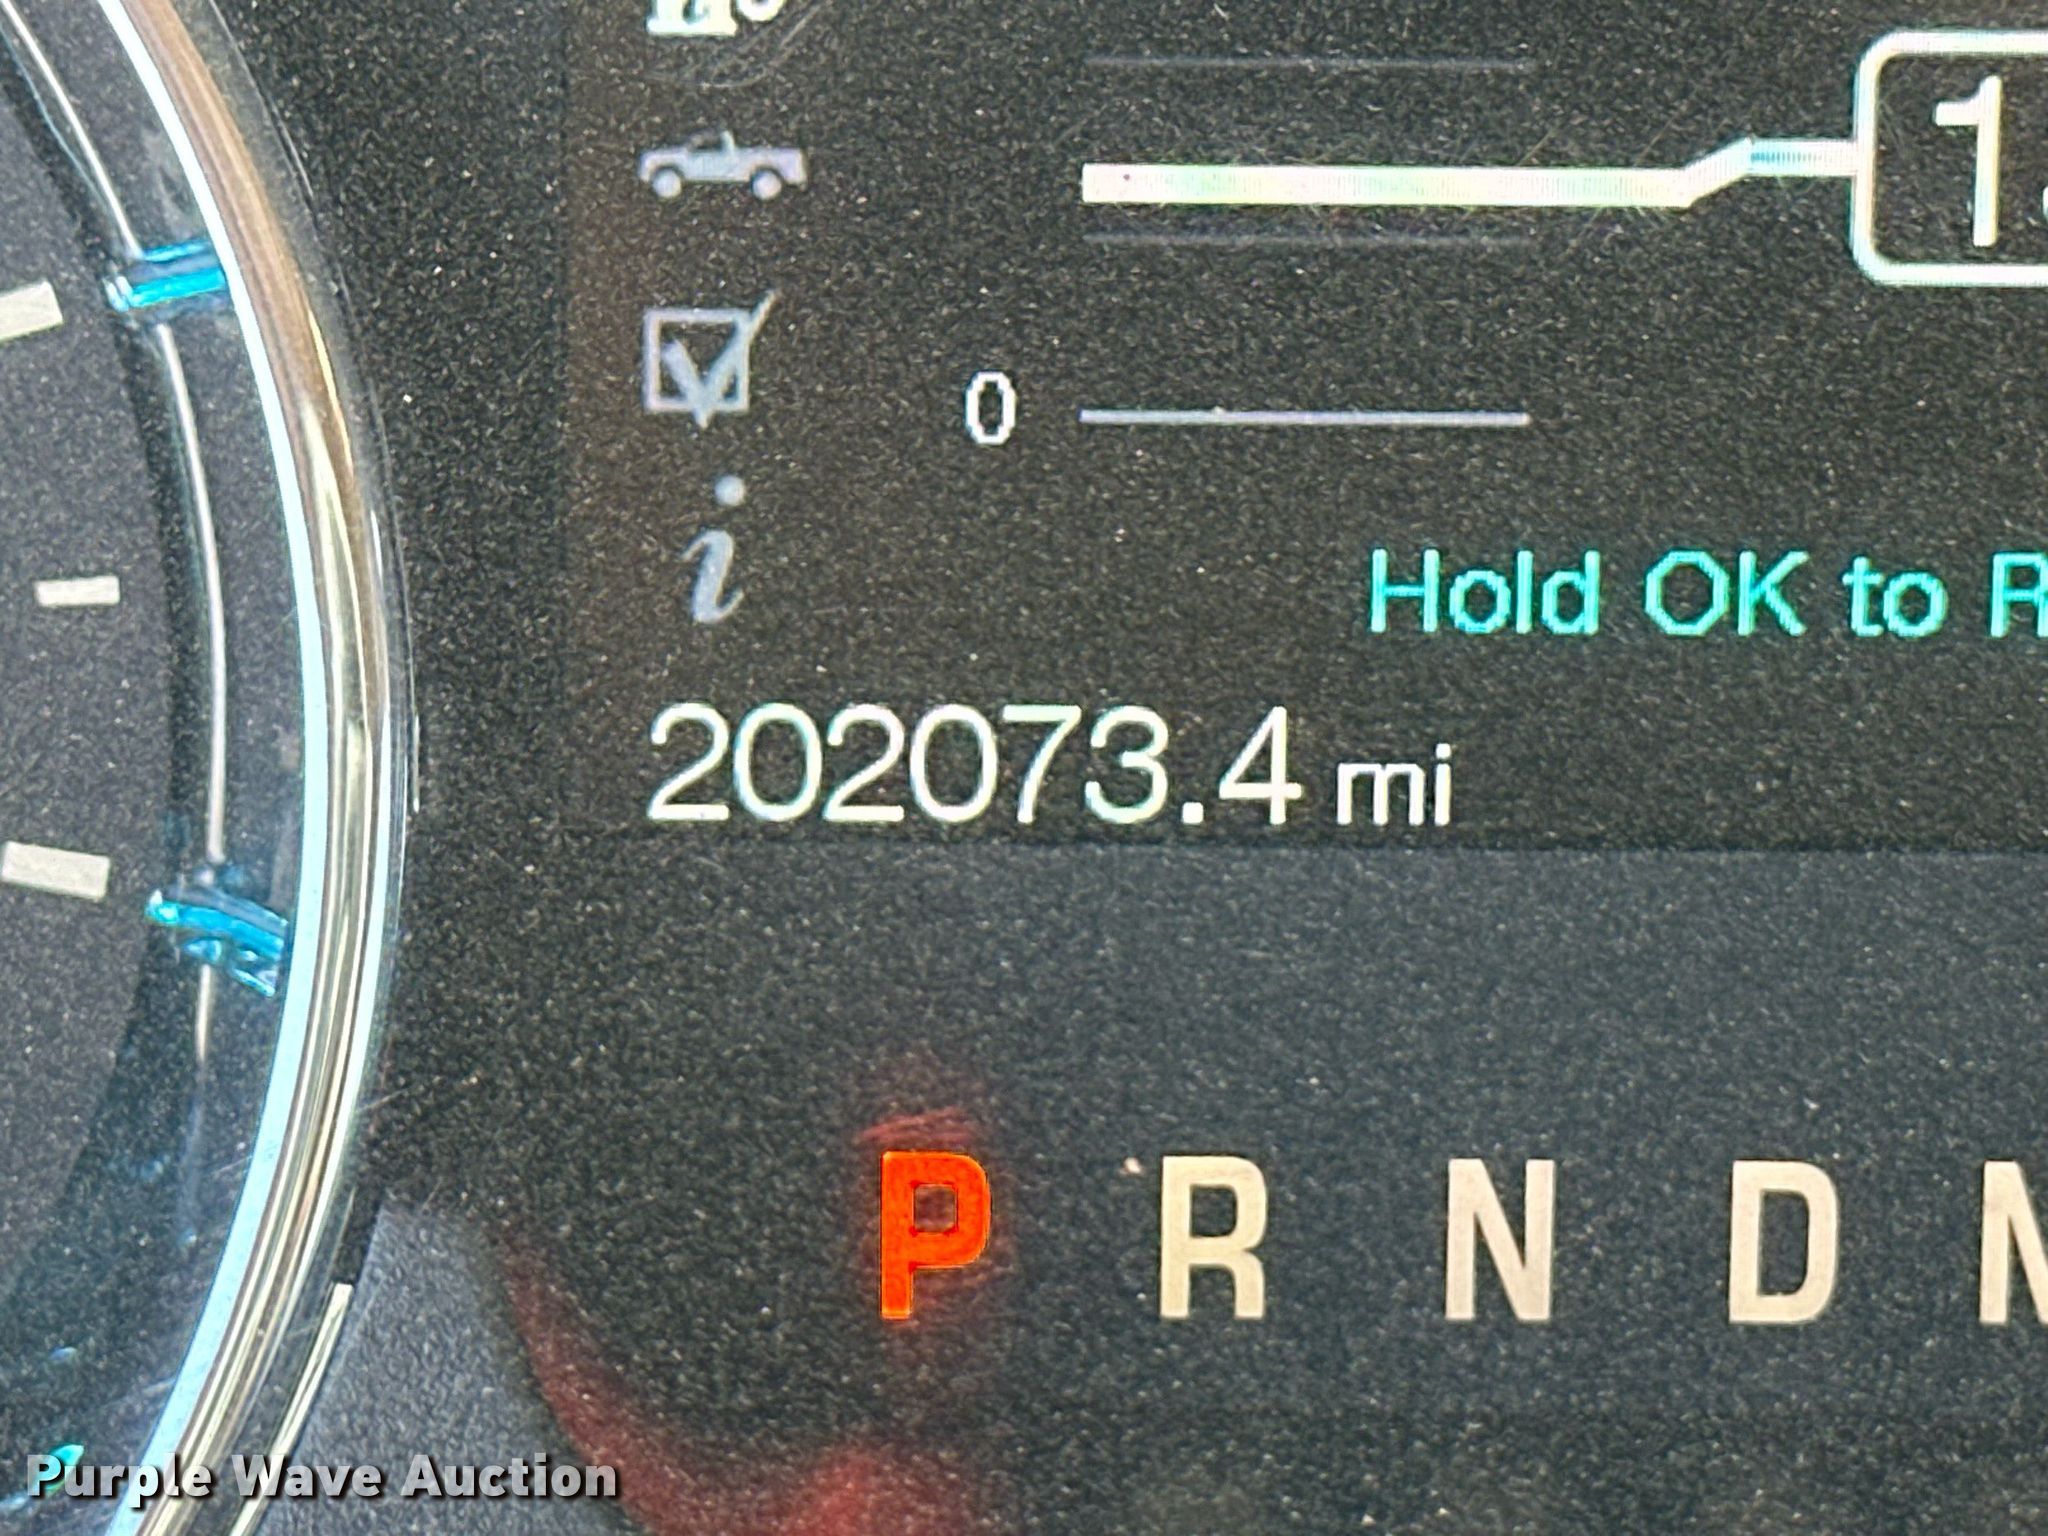 0
Hold OK to R
202073.4 mi
P R N D
Purple Wave Auction